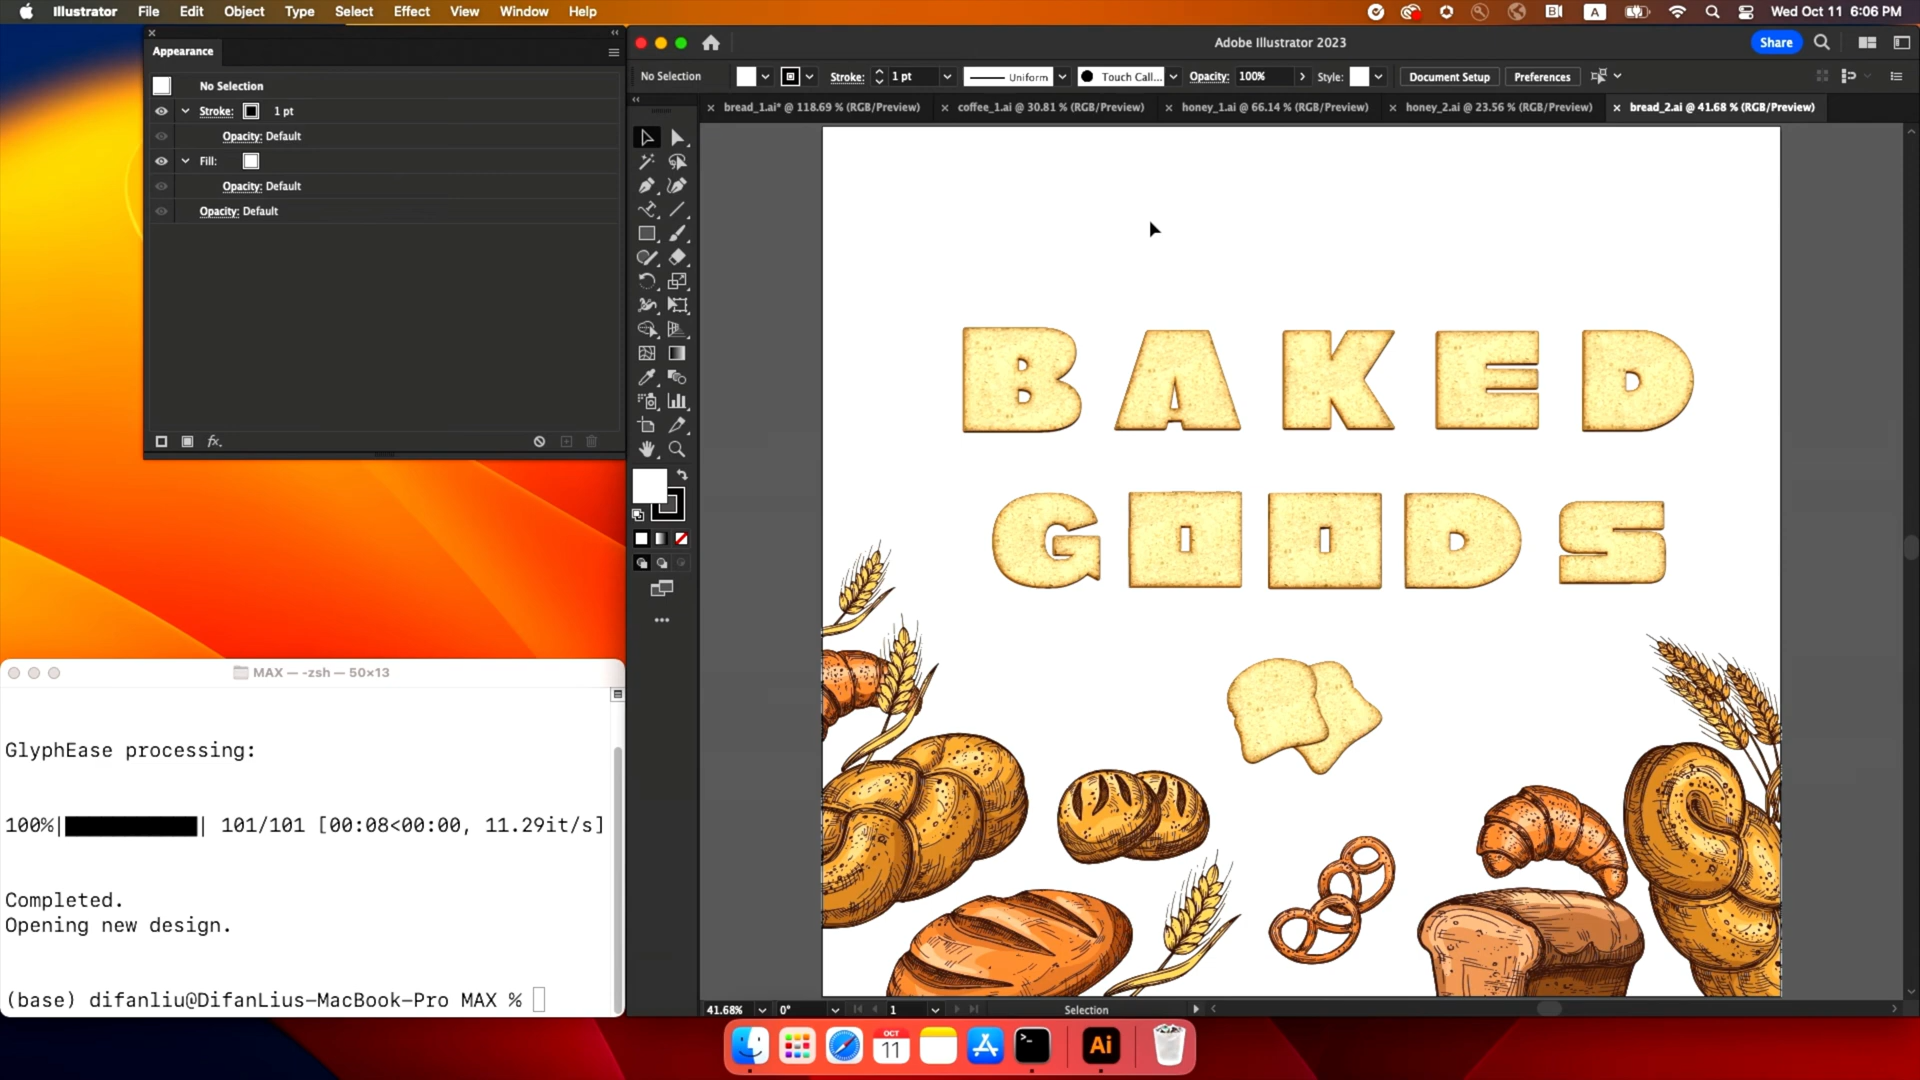 Illustrator File Edit Object Type Select Effect View Window Help
A
Wed Oct 11 6:06 PM
Appearance
No Selection
Stroke: 1 pt
Opacity: Default
Fill:
Opacity: Default
Opacity: Default
fx.
Adobe Illustrator 2023
Share
No Selection
Stroke: 1 pt
Uniform
Touch Call...
Opacity: 100%
Style:
Document Setup
Preferences
bread_1.ai* @ 118.69 % (RGB/Preview)
coffee_1.ai @ 30.81 % (RGB/Preview)
honey_1.ai @ 66.14 % (RGB/Preview)
honey_2.ai @ 23.56 % (RGB/Preview)
bread_2.ai @ 41.68 % (RGB/Preview)
BAKED
GOODS
MAX — -zsh — 50×13
GlyphEase processing:
100%| | 101/101 [00:08<00:00, 11.29it/s]
Completed.
Opening new design.
(base) difanliu@DifanLius-MacBook-Pro MAX %
41.68% 0° 1 Selection
OCT
11
>_
Ai